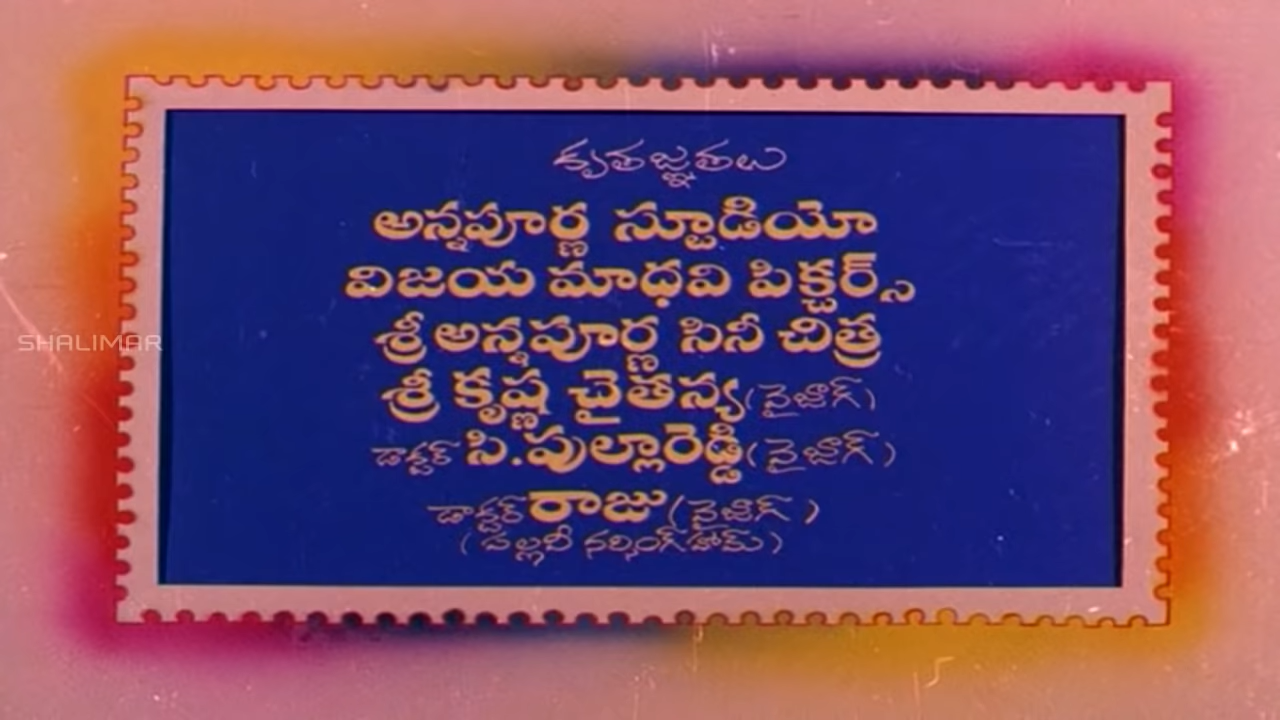 కృతజ్ఞతలు
అన్నపూర్ణ స్టూడియో
విజయ మాధవి పిక్చర్స్
శ్రీ అన్నపూర్ణ సినీ చిత్ర
SHALIMAR
శ్రీ కృష్ణ చైతన్య (నైజాగ్)
డాక్టర్ సి.పుల్లారెడ్డి (నైజాగ్)
డాక్టర్ రాజు (నైజాగ్)
(పల్లవీ నర్సింగ్ హోమ్)